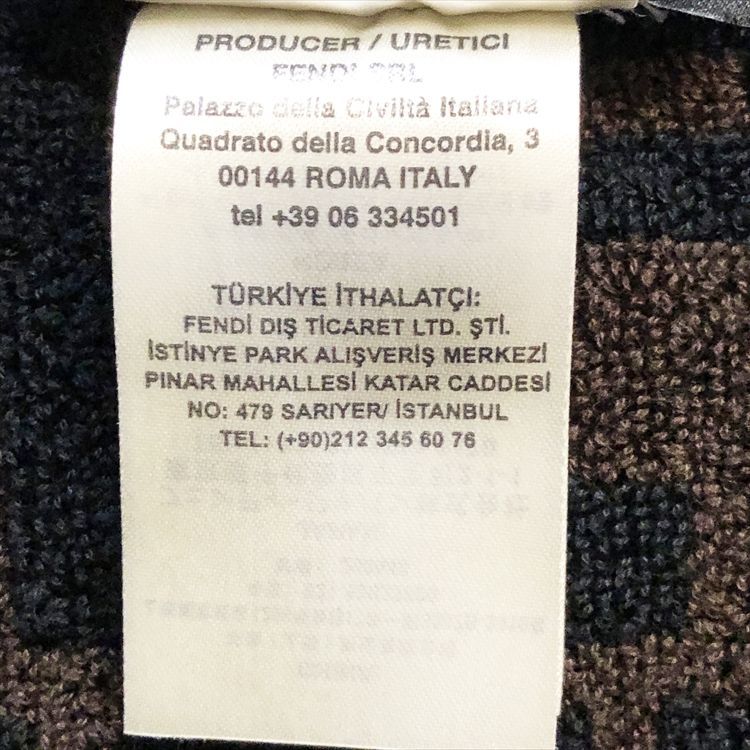 PRODUCER / URETICI
FENDI SRL
Palazzo della Civiltà Italiana
Quadrato della Concordia, 3
00144 ROMA ITALY
tel +39 06 334501
TÜRKİYE İTHALATÇI:
FENDİ DIŞ TİCARET LTD. ŞTİ.
İSTİNYE PARK ALIŞVERİŞ MERKEZİ
PINAR MAHALLESİ KATAR CADDESİ
NO: 479 SARIYER/ İSTANBUL
TEL: (+90)212 345 60 76